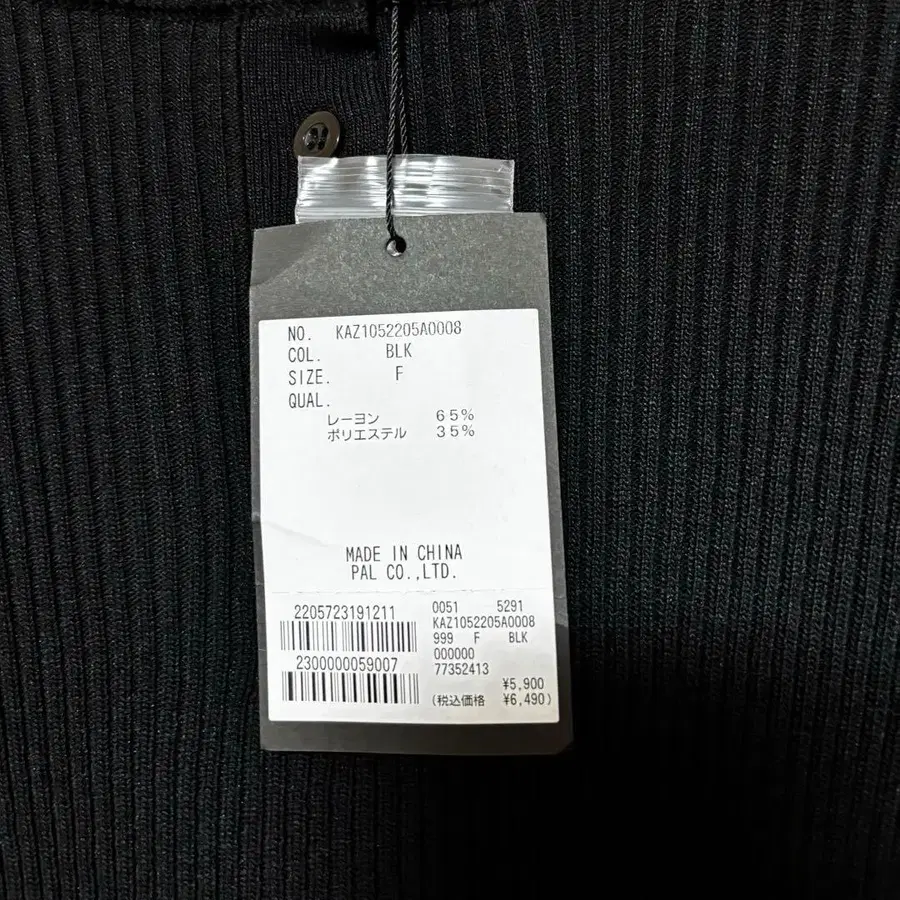 NO. KAZ1052205A0008
COL. BLK
SIZE. F
QUAL.
レーヨン 65%
ポリエステル 35%
MADE IN CHINA
PAL CO.,LTD.
2205723191211
2300000059007
0051 5291
KAZ1052205A0008
999 F BLK
000000
77352413
¥5,900
(税込価格 ¥6,490)